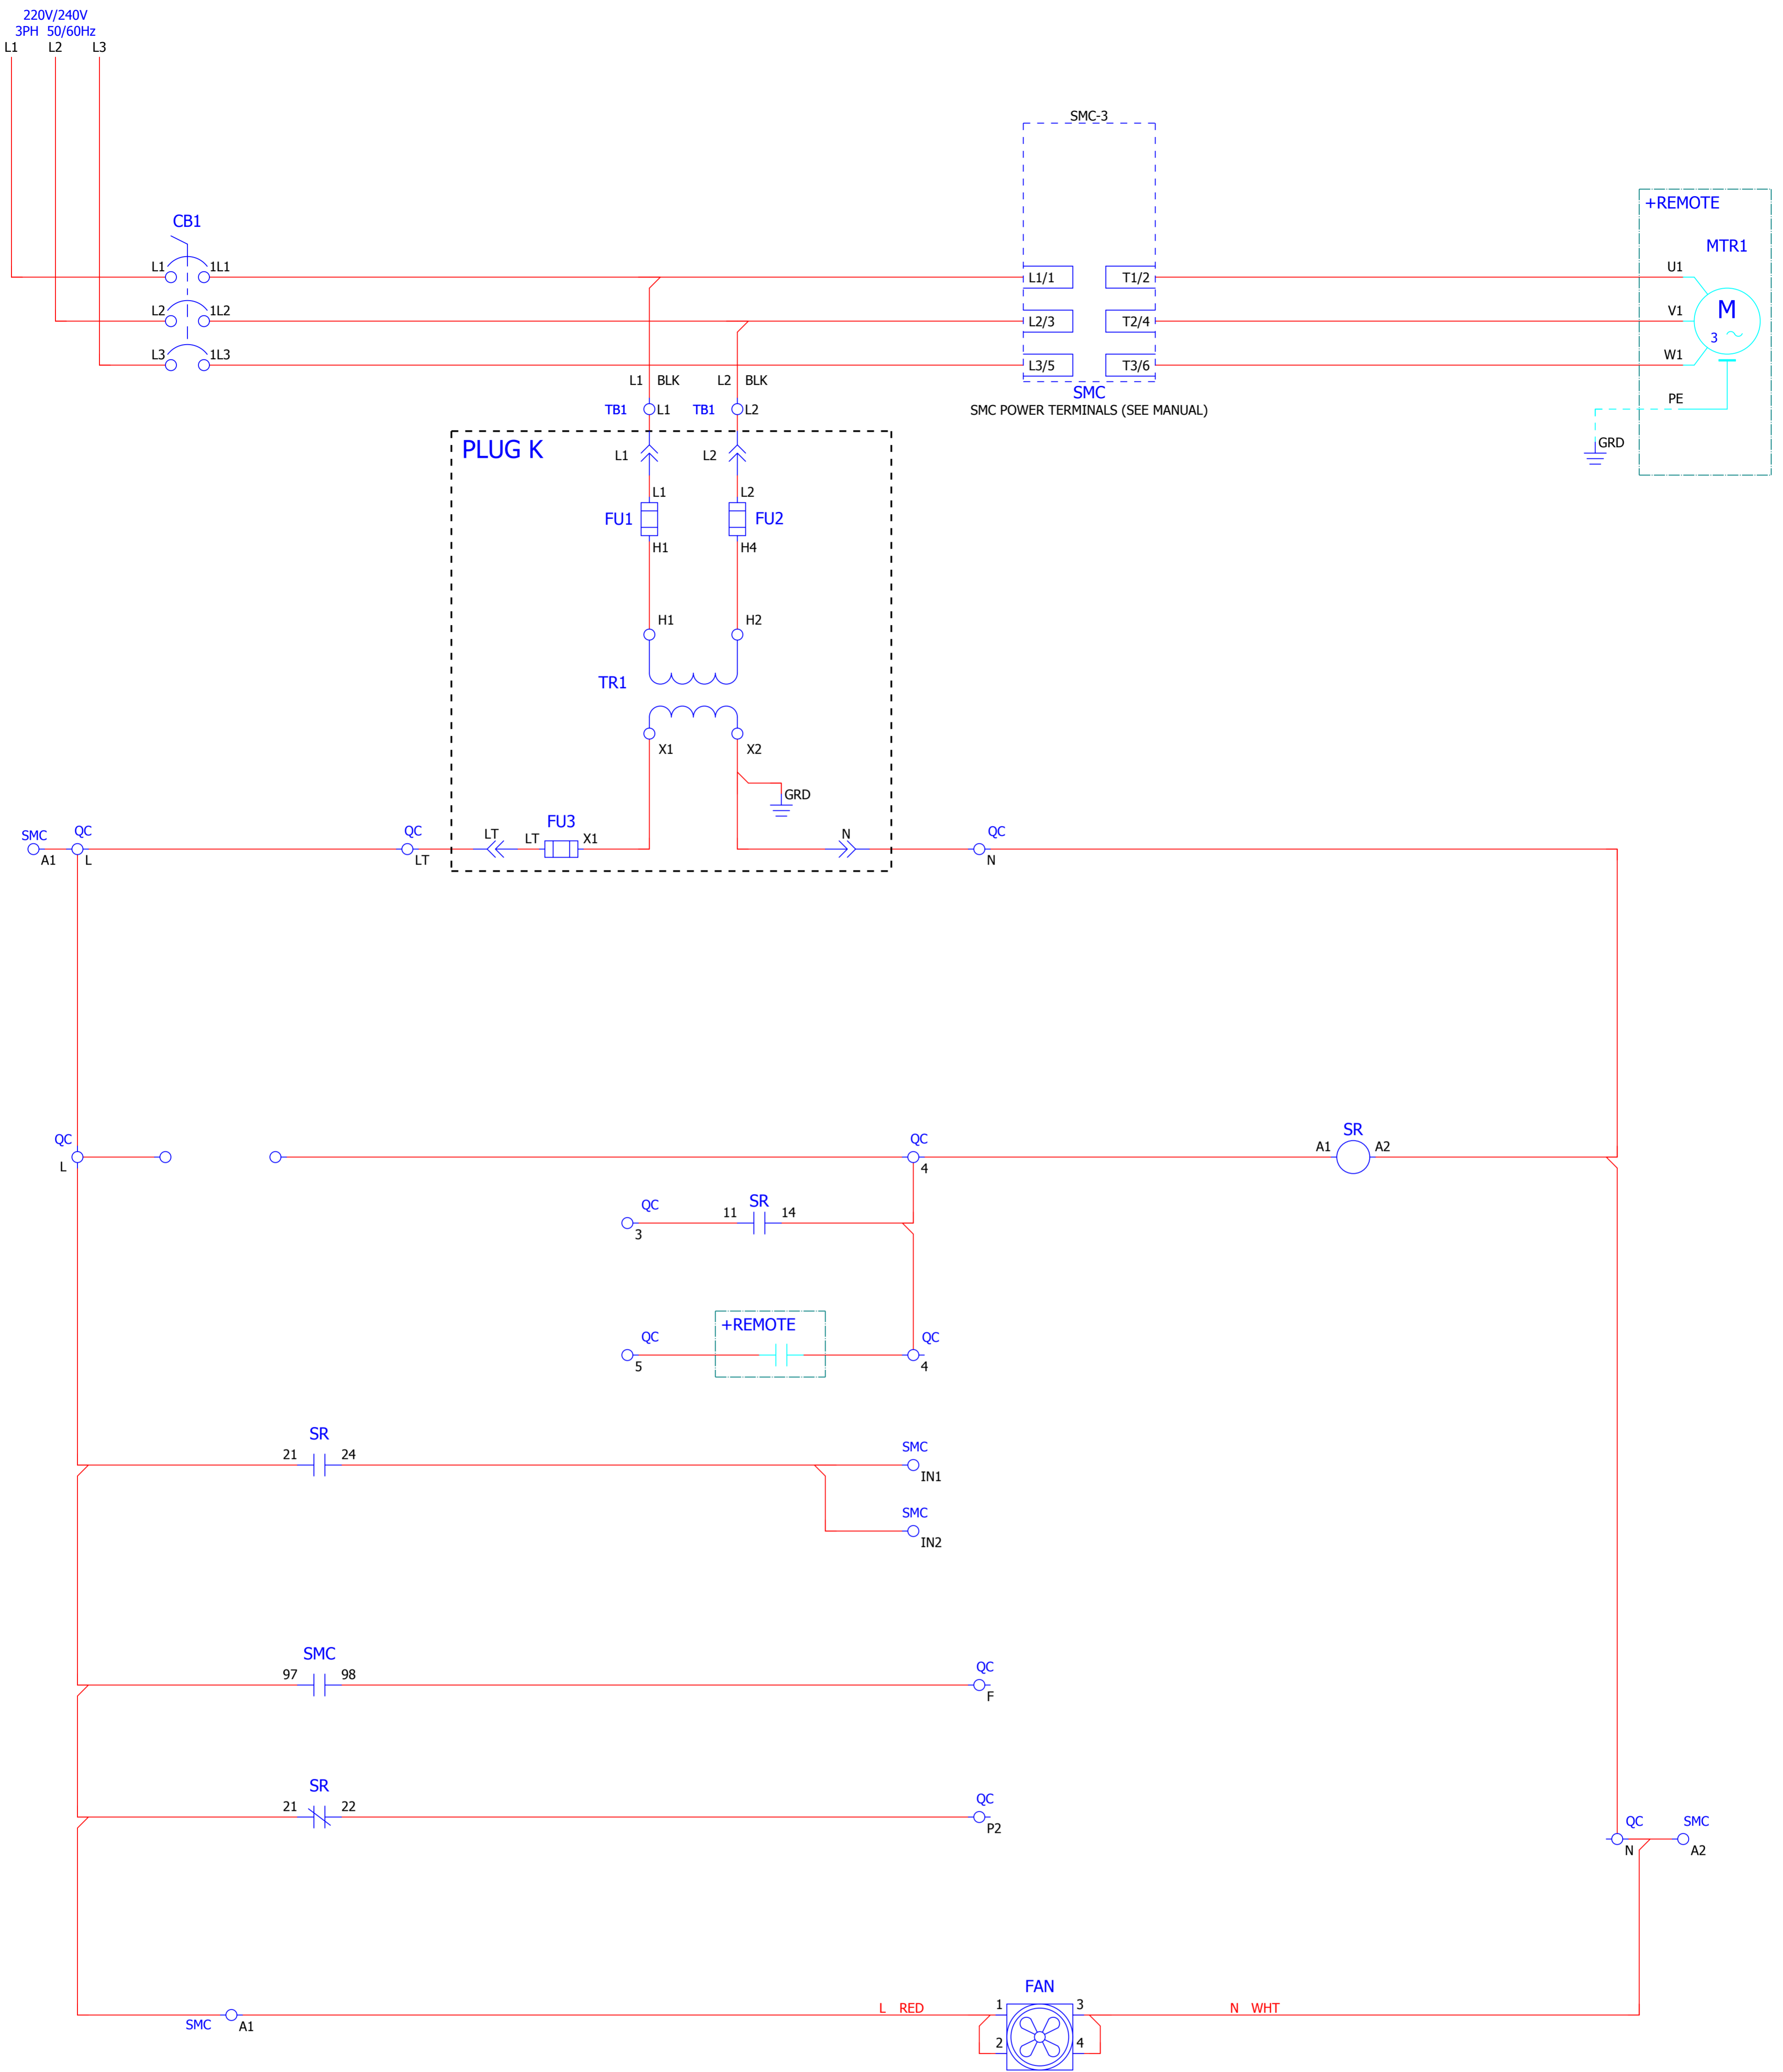 220V/240V
3PH 50/60Hz
L1 L2 L3
SMC-3
+REMOTE
CB1
MTR1
L1 1L1 L1/1 T1/2 U1
L2 1L2 L2/3 T2/4 V1
M
3
L3 1L3 L3/5 T3/6 W1
L1 BLK L2 BLK
SMC
SMC POWER TERMINALS (SEE MANUAL)
PE
TB1 L1 TB1 L2
GRD
PLUG K
L1 L2
L1 L2
FU1 FU2
H1 H4
H1 H2
TR1
X1 X2
GRD
FU3
SMC QC QC LT LT X1 N QC
A1 L LT N
QC QC SR
L 4 A1 A2
QC SR
3 11 14
+REMOTE
QC QC
5 4
SR
21 24
SMC
IN1
SMC
IN2
SMC
97 98
QC
F
SR
21 22
QC
P2
QC SMC
N A2
FAN
L RED 1 3 N WHT
SMC A1
2 4